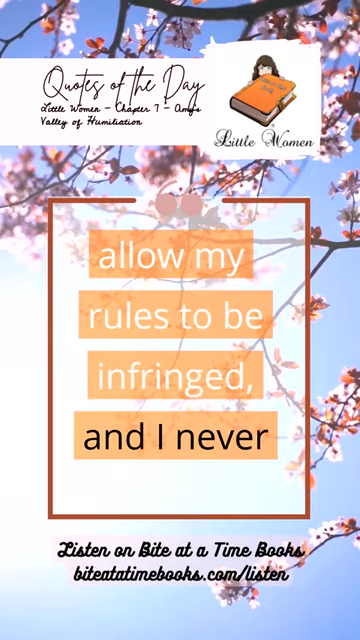 Quotes of the Day
Little Women - Chapter 7 - Amy's
Valley of Humiliation
Little Women
allow my
rules to be
infringed,
and I never
Listen on Bite at a Time Books
biteatatimebooks.com/listen